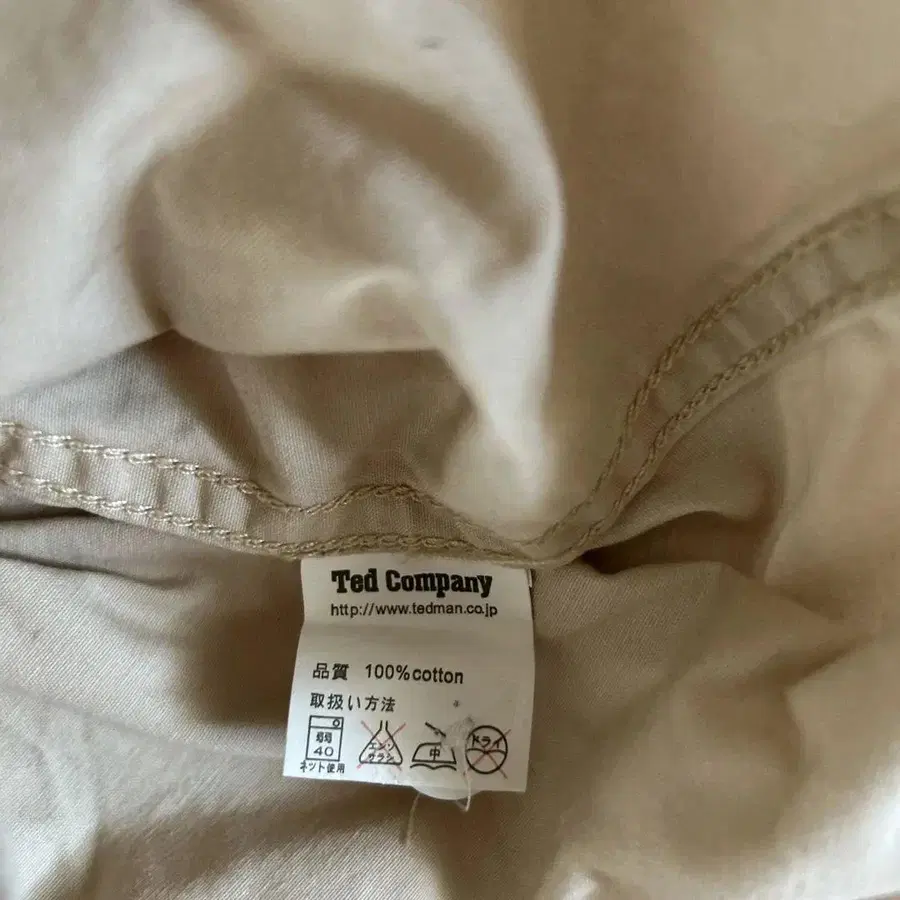 Ted Company
http://www.tedman.co.jp
品質 100%cotton
取扱い方法
弱 40 エンソ サラシ 中 ドライ
ネット使用